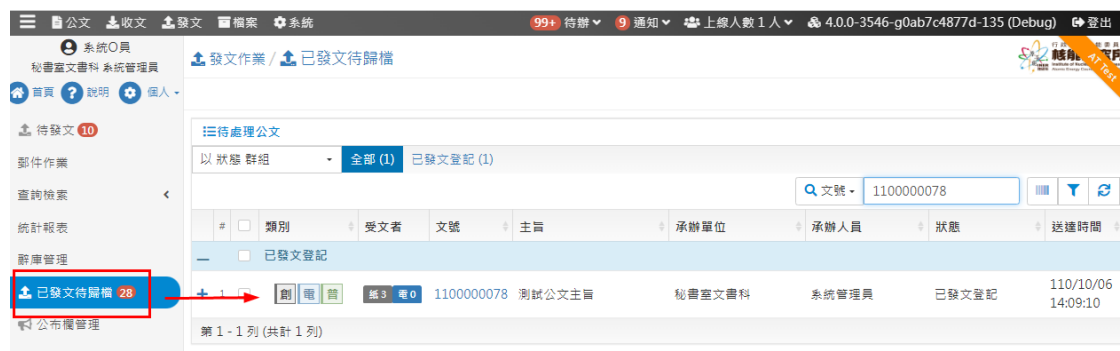 公文 收文 發文 檔案 系統 99+ 待辦 9 通知 上線人數 1 人 4.0.0-3546-g0ab7c4877d-135 (Debug) 登出
系統O員
秘書室文書科 系統管理員
首頁 說明 個人
發文作業 / 已發文待歸檔
AT Test
待發文 10
郵件作業
查詢檢索
統計報表
辭庫管理
已發文待歸檔 28
公布欄管理
待處理公文
以 狀態 群組 全部 (1) 已發文登記 (1)
文號 1100000078
# 類別 受文者 文號 主旨 承辦單位 承辦人員 狀態 送達時間
已發文登記
1 創 電 普 紙 3 電 0 1100000078 測試公文主旨 秘書室文書科 系統管理員 已發文登記 110/10/06
14:09:10
第 1 - 1 列 (共計 1 列)